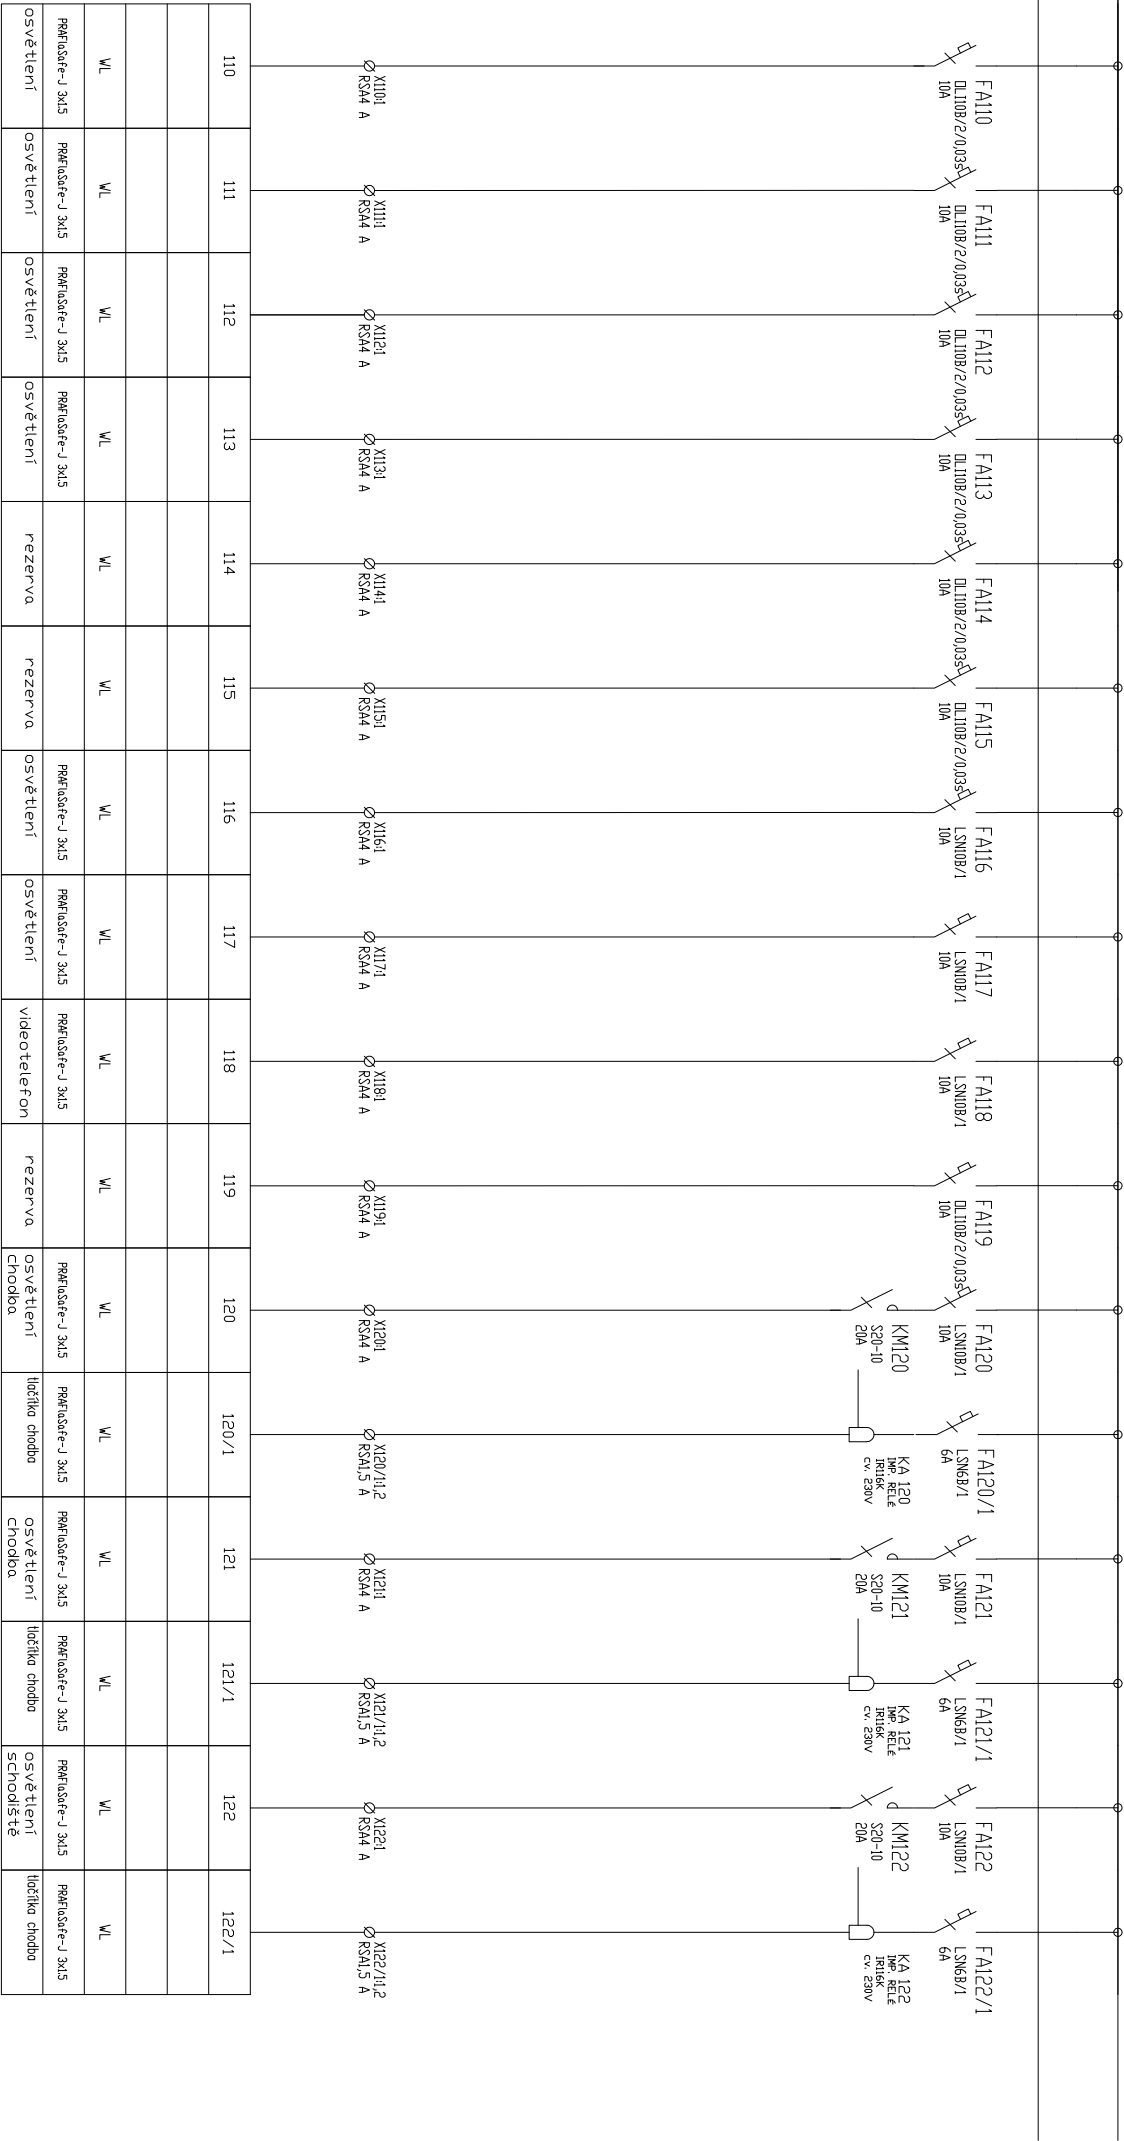 FA110
OLI10B/2/0,03s
10A
X110:1
RSA4 A
110
WL
PRAFlaSafe-J 3x1.5
osvětlení
FA111
OLI10B/2/0,03s
10A
X111:1
RSA4 A
111
WL
PRAFlaSafe-J 3x1.5
osvětlení
FA112
OLI10B/2/0,03s
10A
X112:1
RSA4 A
112
WL
PRAFlaSafe-J 3x1.5
osvětlení
FA113
OLI10B/2/0,03s
10A
X113:1
RSA4 A
113
WL
PRAFlaSafe-J 3x1.5
osvětlení
FA114
OLI10B/2/0,03s
10A
X114:1
RSA4 A
114
WL
rezerva
FA115
OLI10B/2/0,03s
10A
X115:1
RSA4 A
115
WL
rezerva
FA116
LSN10B/1
10A
X116:1
RSA4 A
116
WL
PRAFlaSafe-J 3x1.5
osvětlení
FA117
LSN10B/1
10A
X117:1
RSA4 A
117
WL
PRAFlaSafe-J 3x1.5
osvětlení
FA118
LSN10B/1
10A
X118:1
RSA4 A
118
WL
PRAFlaSafe-J 3x1.5
videotelefon
FA119
OLI10B/2/0,03s
10A
X119:1
RSA4 A
119
WL
rezerva
FA120
LSN10B/1
10A
KM120
S20-10
20A
X120:1
RSA4 A
120
WL
PRAFlaSafe-J 3x1.5
osvětlení
chodba
FA120/1
LSN6B/1
6A
KA 120
IMP. RELÉ
IR116K
cv. 230V
X120/1:1,2
RSA1,5 A
120/1
WL
PRAFlaSafe-J 3x1.5
tlačítka chodba
FA121
LSN10B/1
10A
KM121
S20-10
20A
X121:1
RSA4 A
121
WL
PRAFlaSafe-J 3x1.5
osvětlení
chodba
FA121/1
LSN6B/1
6A
KA 121
IMP. RELÉ
IR116K
cv. 230V
X121/1:1,2
RSA1,5 A
121/1
WL
PRAFlaSafe-J 3x1.5
tlačítka chodba
FA122
LSN10B/1
10A
KM122
S20-10
20A
X122:1
RSA4 A
122
WL
PRAFlaSafe-J 3x1.5
osvětlení
schodiště
FA122/1
LSN6B/1
6A
KA 122
IMP. RELÉ
IR116K
cv. 230V
X122/1:1,2
RSA1,5 A
122/1
WL
PRAFlaSafe-J 3x1.5
tlačítka chodba